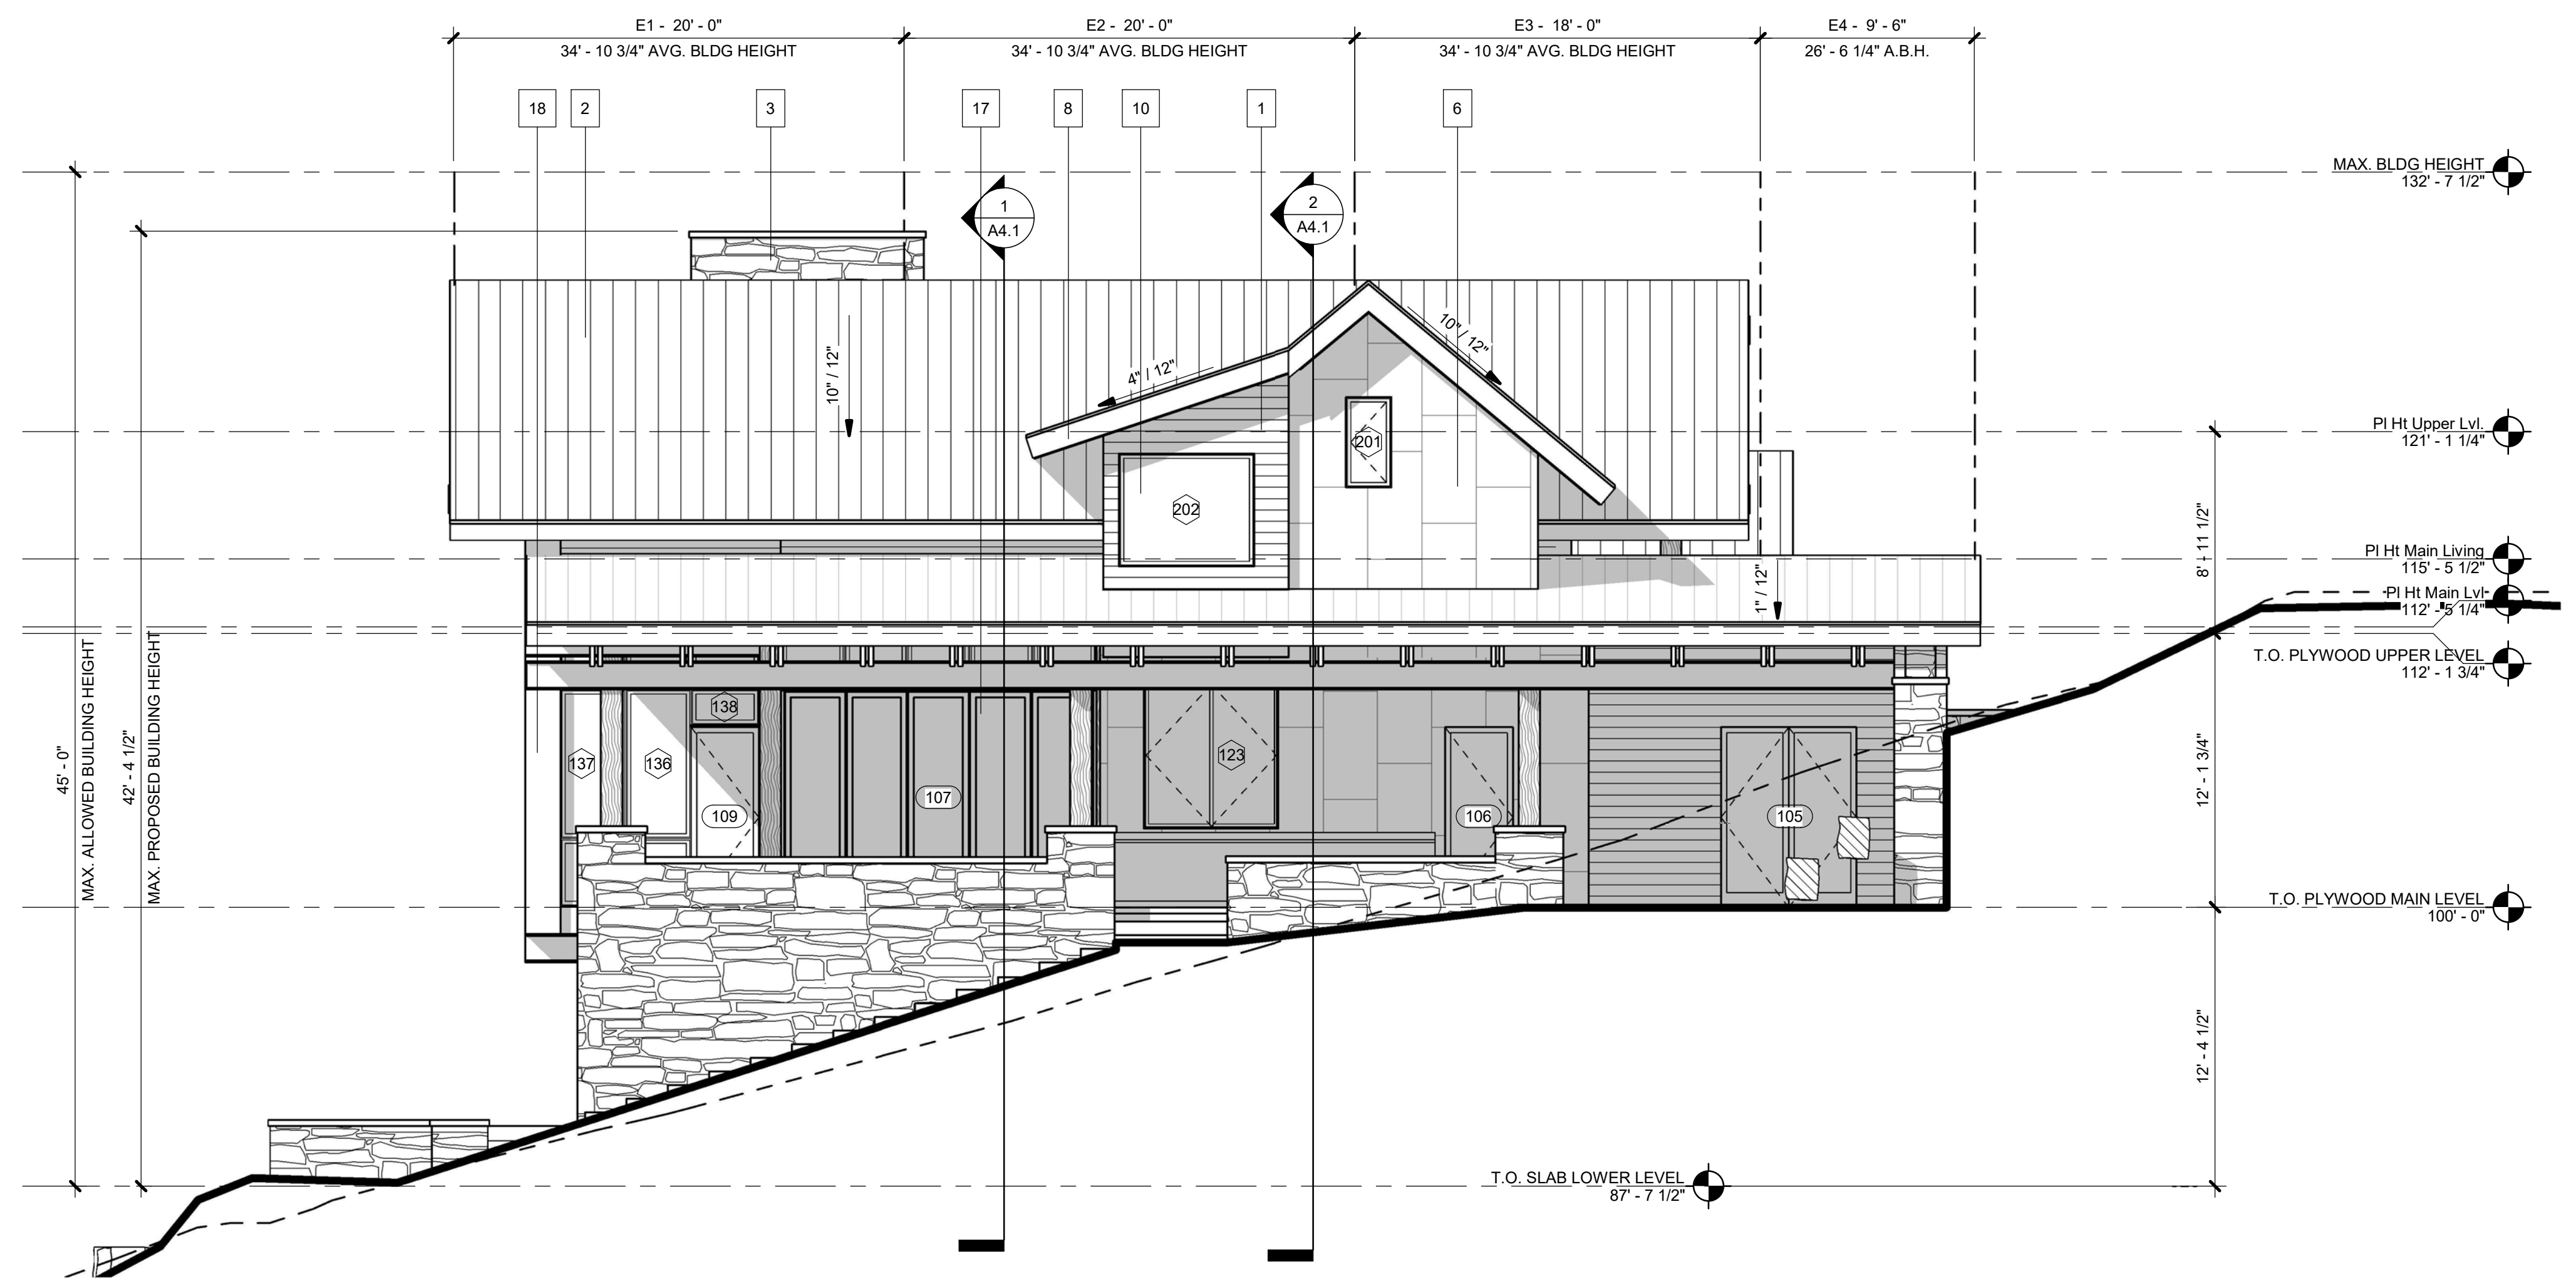 E1 - 20' - 0"
E2 - 20' - 0"
E3 - 18' - 0"
E4 - 9' - 6"
34' - 10 3/4" AVG. BLDG HEIGHT
34' - 10 3/4" AVG. BLDG HEIGHT
34' - 10 3/4" AVG. BLDG HEIGHT
26' - 6 1/4" A.B.H.
18
2
3
17
8
10
1
6
MAX. BLDG HEIGHT
132' - 7 1/2"
1
A4.1
2
A4.1
10" / 12"
4" / 12"
10" / 12"
201
202
Pl Ht Upper Lvl.
121' - 1 1/4"
8' - 11 1/2"
Pl Ht Main Living
115' - 5 1/2"
1" / 12"
Pl Ht Main Lvl
112' - 5 1/4"
T.O. PLYWOOD UPPER LEVEL
112' - 1 3/4"
45' - 0"
MAX. ALLOWED BUILDING HEIGHT
42' - 4 1/2"
MAX. PROPOSED BUILDING HEIGHT
138
137
136
123
107
109
106
105
12' - 1 3/4"
T.O. PLYWOOD MAIN LEVEL
100' - 0"
12' - 4 1/2"
T.O. SLAB LOWER LEVEL
87' - 7 1/2"